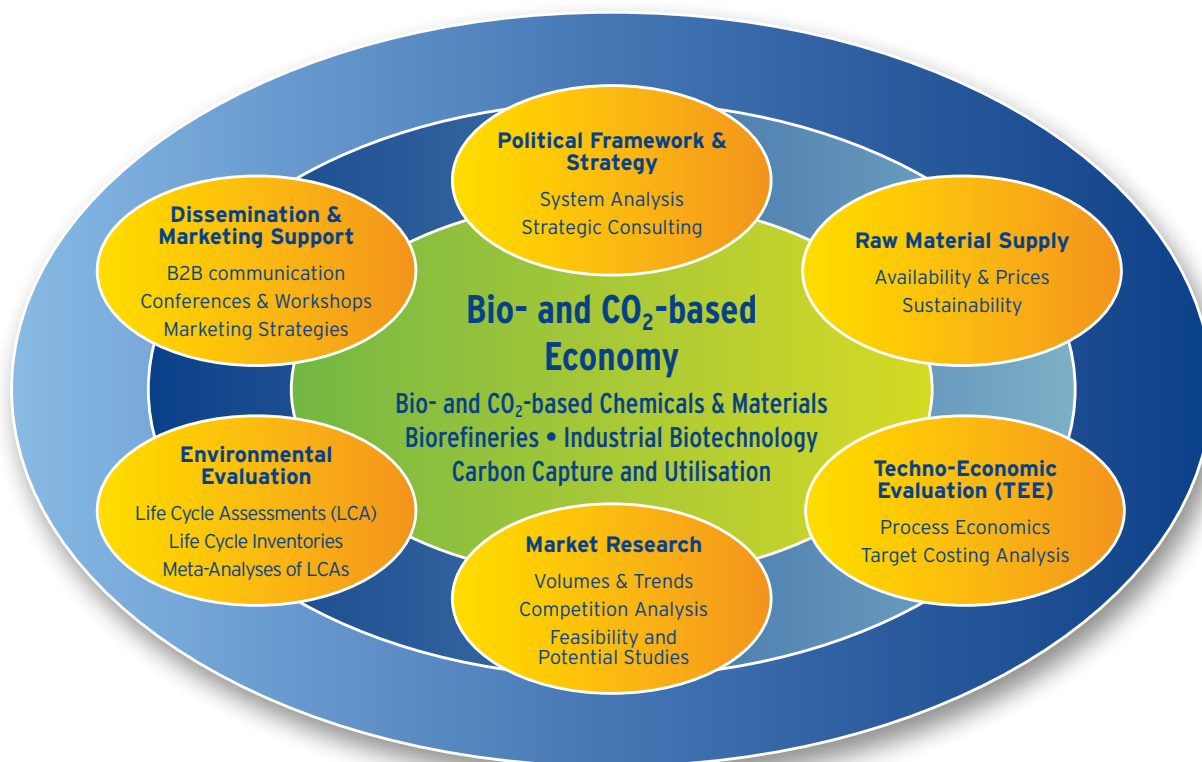 Political Framework &
Strategy
System Analysis
Strategic Consulting
Dissemination &
Marketing Support
B2B communication
Conferences & Workshops
Marketing Strategies
Raw Material Supply
Availability & Prices
Sustainability
Bio- and CO₂-based
Economy
Bio- and CO₂-based Chemicals & Materials
Biorefineries • Industrial Biotechnology
Carbon Capture and Utilisation
Environmental
Evaluation
Life Cycle Assessments (LCA)
Life Cycle Inventories
Meta-Analyses of LCAs
Techno-Economic
Evaluation (TEE)
Process Economics
Target Costing Analysis
Market Research
Volumes & Trends
Competition Analysis
Feasibility and
Potential Studies